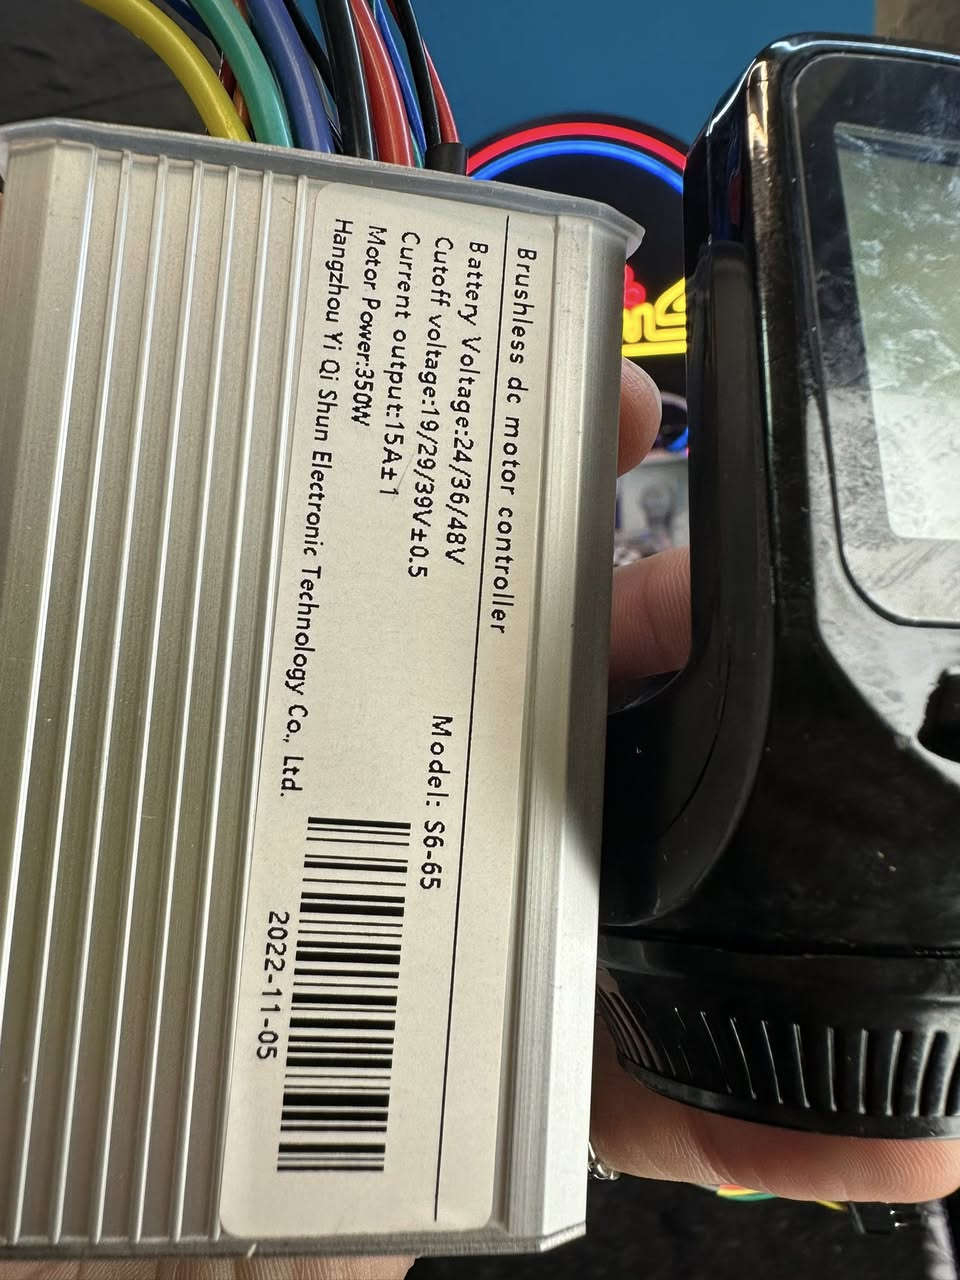 Brushless dc motor controller
Battery Voltage:24/36/48V
Cutoff voltage:19/29/39V±0.5
Model: S6-65
Current output:15A±1
Motor Power:350W
Hangzhou Yi Qi Shun Electronic Technology Co., Ltd.
2022-11-05